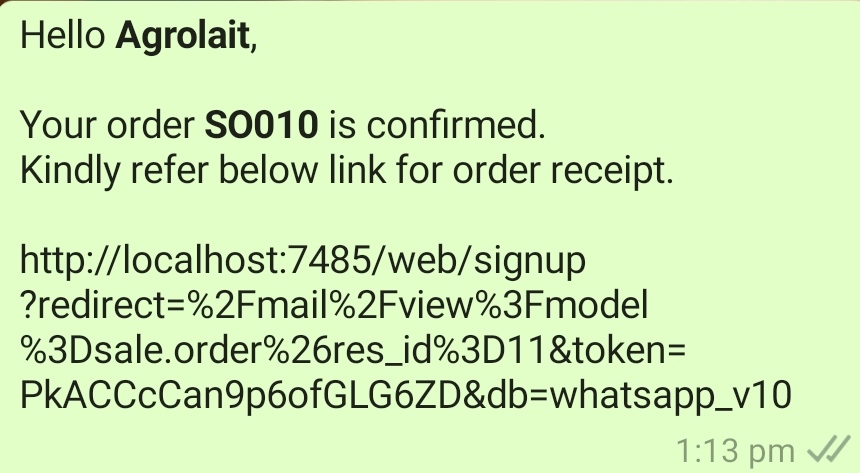 Hello Agrolait,
Your order SO010 is confirmed.
Kindly refer below link for order receipt.
http://localhost:7485/web/signup
?redirect=%2Fmail%2Fview%3Fmodel
%3Dsale.order%26res_id%3D11&token=
PkACCcCan9p6ofGLG6ZD&db=whatsapp_v10
1:13 pm